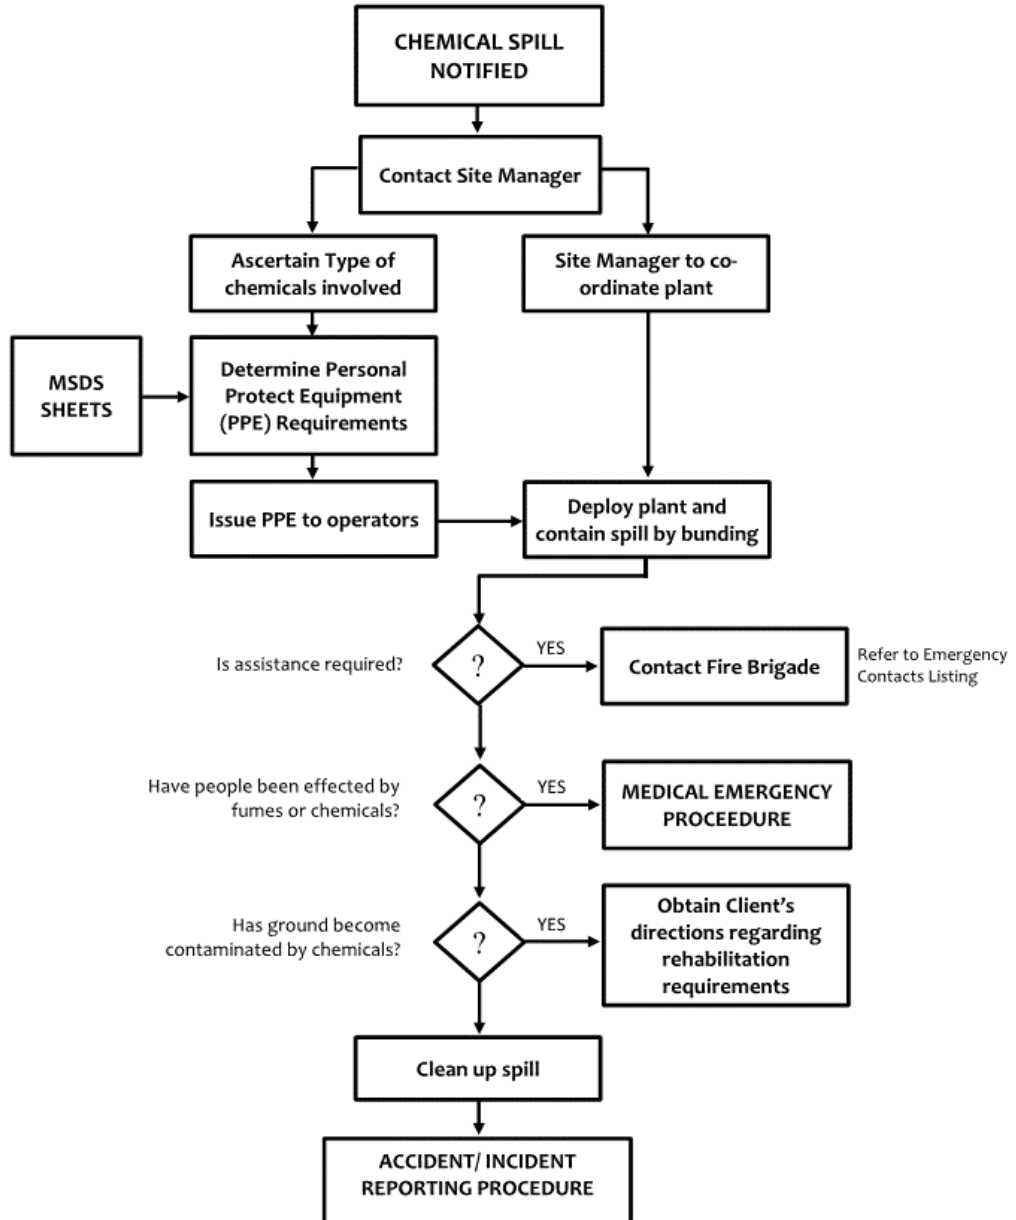 CHEMICAL SPILL
NOTIFIED
Contact Site Manager
Ascertain Type of
chemicals involved
Site Manager to co-
ordinate plant
MSDS
SHEETS
Determine Personal
Protect Equipment
(PPE) Requirements
Issue PPE to operators
Deploy plant and
contain spill by bunding
Is assistance required?
?
YES
Contact Fire Brigade
Refer to Emergency
Contacts Listing
Have people been effected by
fumes or chemicals?
?
YES
MEDICAL EMERGENCY
PROCEEDURE
Has ground become
contaminated by chemicals?
?
YES
Obtain Client’s
directions regarding
rehabilitation
requirements
Clean up spill
ACCIDENT/ INCIDENT
REPORTING PROCEDURE